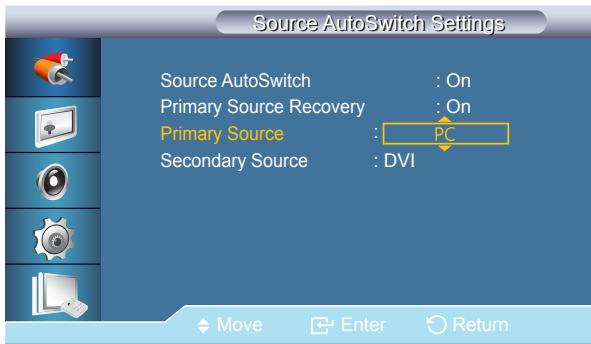 Source AutoSwitch Settings
Source AutoSwitch : On
Primary Source Recovery : On
Primary Source : PC
Secondary Source : DVI
Move Enter Return